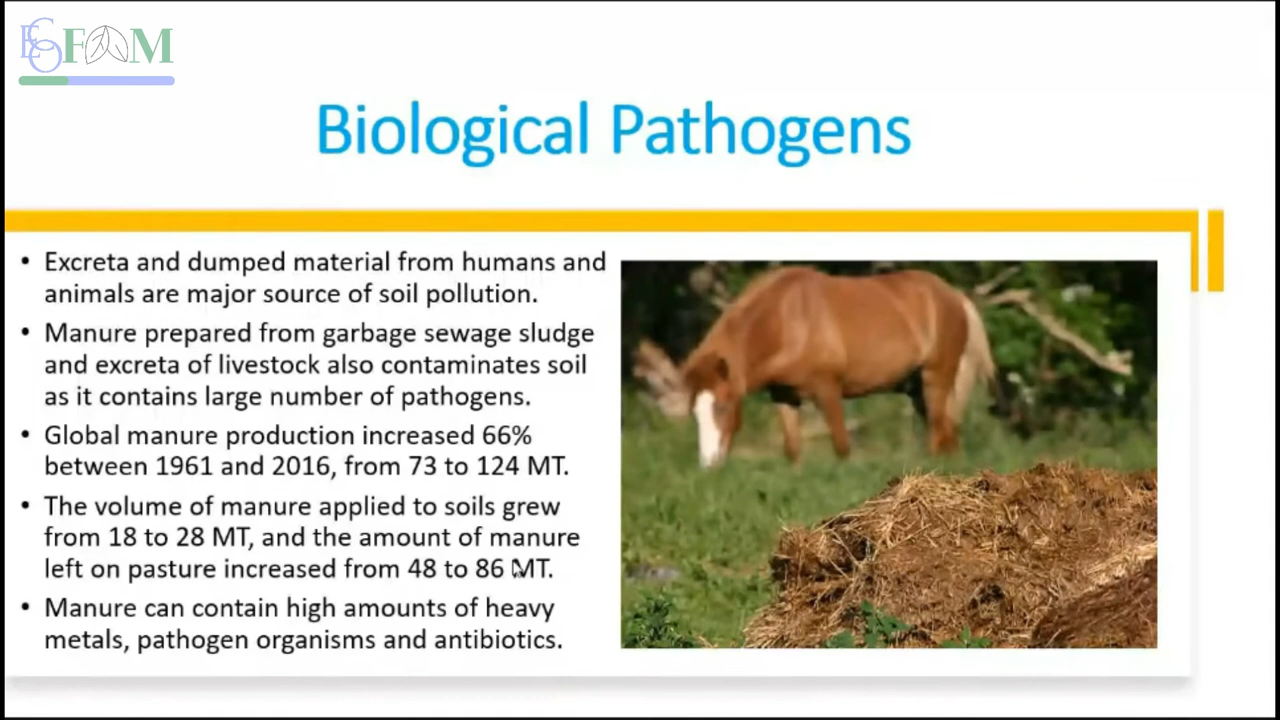 ECOFAM
Biological Pathogens
• Excreta and dumped material from humans and
animals are major source of soil pollution.
• Manure prepared from garbage sewage sludge
and excreta of livestock also contaminates soil
as it contains large number of pathogens.
• Global manure production increased 66%
between 1961 and 2016, from 73 to 124 MT.
• The volume of manure applied to soils grew
from 18 to 28 MT, and the amount of manure
left on pasture increased from 48 to 86 MT.
• Manure can contain high amounts of heavy
metals, pathogen organisms and antibiotics.